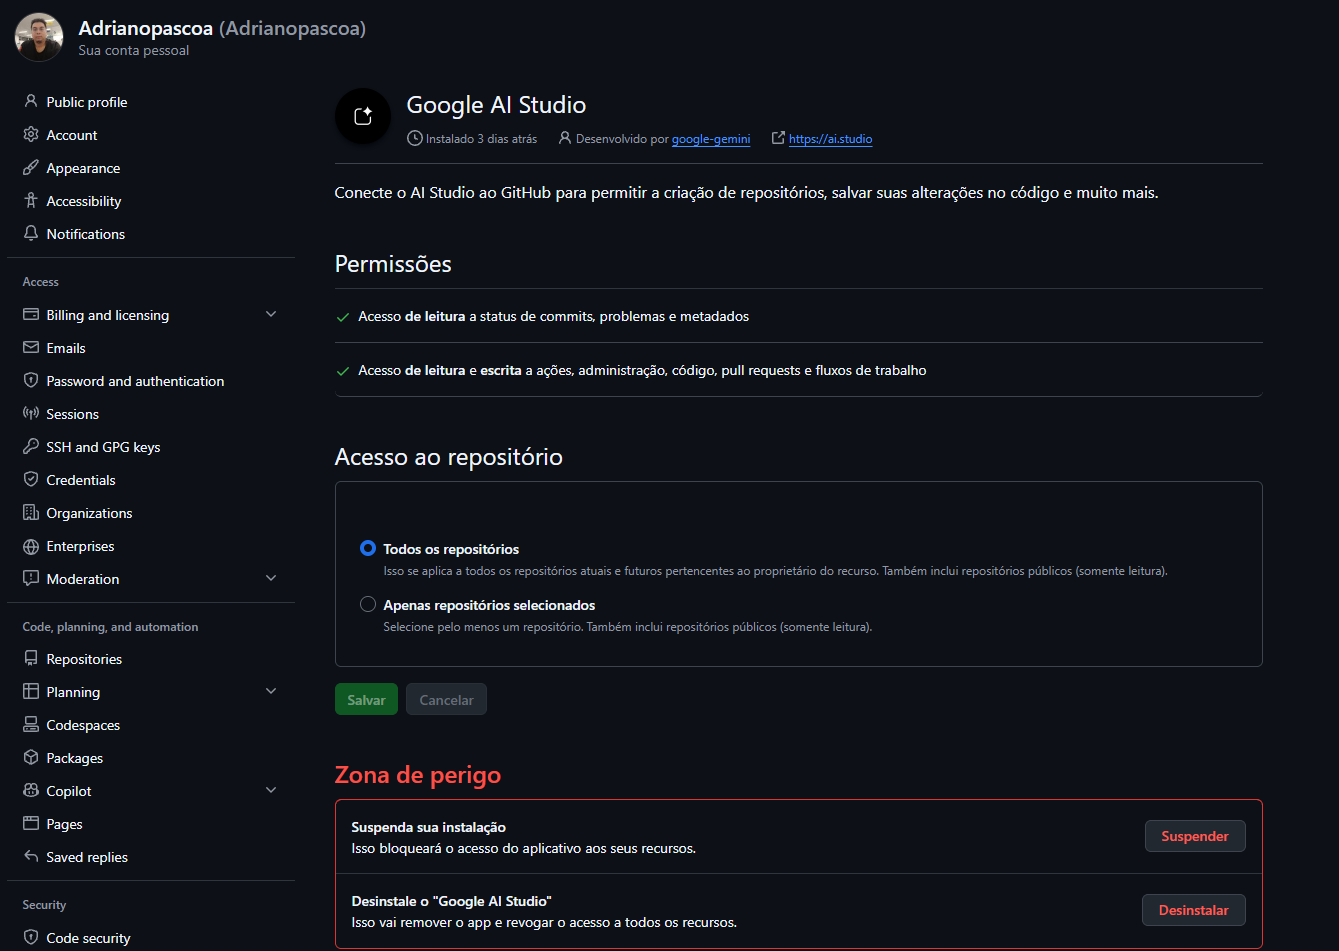 Adrianopascoa (Adrianopascoa)
Sua conta pessoal
Public profile
Account
Appearance
Accessibility
Notifications
Access
Billing and licensing
Emails
Password and authentication
Sessions
SSH and GPG keys
Credentials
Organizations
Enterprises
Moderation
Code, planning, and automation
Repositories
Planning
Codespaces
Packages
Copilot
Pages
Saved replies
Security
Code security
Google AI Studio
Instalado 3 dias atrás Desenvolvido por google-gemini https://ai.studio
Conecte o AI Studio ao GitHub para permitir a criação de repositórios, salvar suas alterações no código e muito mais.
Permissões
Acesso de leitura a status de commits, problemas e metadados
Acesso de leitura e escrita a ações, administração, código, pull requests e fluxos de trabalho
Acesso ao repositório
Todos os repositórios
Isso se aplica a todos os repositórios atuais e futuros pertencentes ao proprietário do recurso. Também inclui repositórios públicos (somente leitura).
Apenas repositórios selecionados
Selecione pelo menos um repositório. Também inclui repositórios públicos (somente leitura).
Salvar Cancelar
Zona de perigo
Suspenda sua instalação
Isso bloqueará o acesso do aplicativo aos seus recursos.
Suspender
Desinstale o "Google AI Studio"
Isso vai remover o app e revogar o acesso a todos os recursos.
Desinstalar